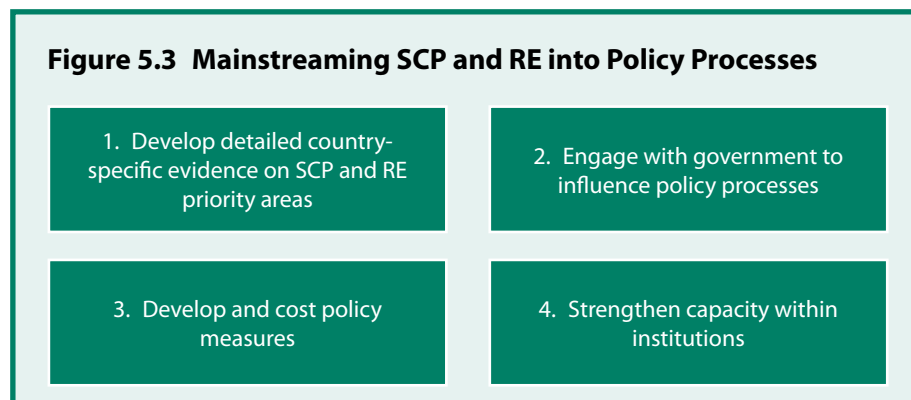 Figure 5.3 Mainstreaming SCP and RE into Policy Processes
1. Develop detailed country-
specific evidence on SCP and RE
priority areas
2. Engage with government to
influence policy processes
3. Develop and cost policy
measures
4. Strengthen capacity within
institutions